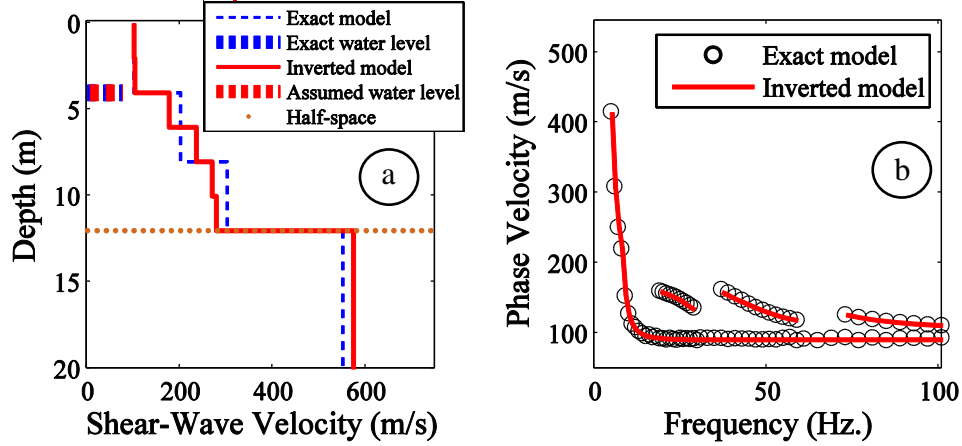 0
5
10
15
20
Depth (m)
0
200
400
600
Shear-Wave Velocity (m/s)
Exact model
Exact water level
Inverted model
Assumed water level
Half-space
a
500
400
300
200
100
Phase Velocity (m/s)
0
50
100
Frequency (Hz.)
Exact model
Inverted model
b